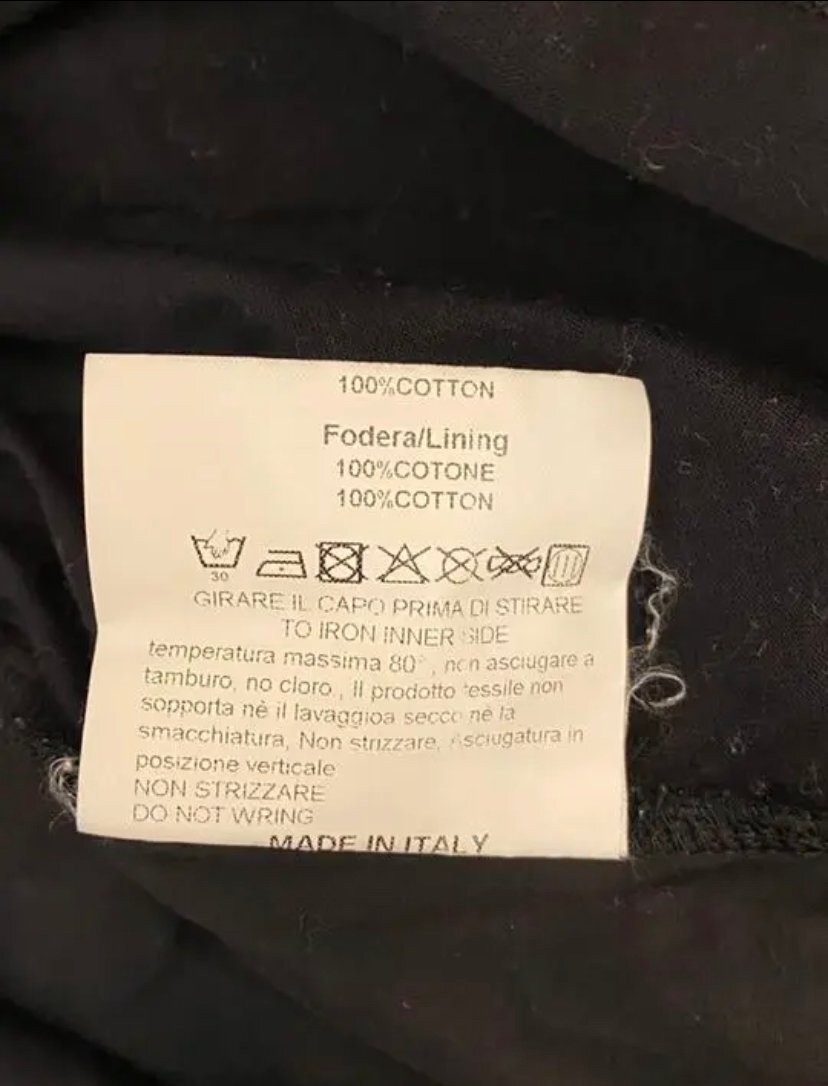 100%COTTON
Fodera/Lining
100%COTONE
100%COTTON
30
GIRARE IL CAPO PRIMA DI STIRARE
TO IRON INNER SIDE
temperatura massima 80°, non asciugare a
tamburo, no cloro., Il prodotto tessile non
sopporta nè il lavaggioa secco nè la
smacchiatura, Non strizzare, Asciugatura in
posizione verticale
NON STRIZZARE
DO NOT WRING
MADE IN ITALY